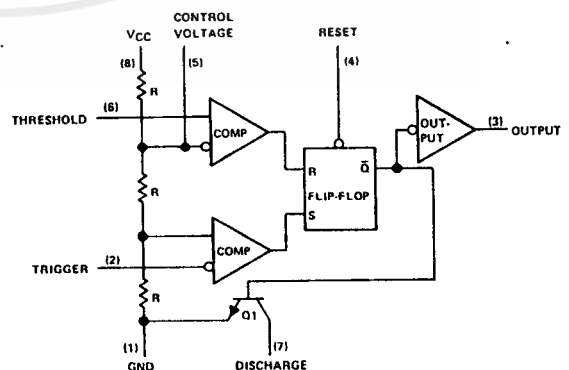 CONTROL
VOLTAGE
RESET
VCC
(8)
(5)
(4)
R
THRESHOLD
(6)
COMP
OUT-
PUT
(3)
OUTPUT
R
Q̅
FLIP-FLOP
S
R
COMP
TRIGGER
(2)
R
Q1
(1)
(7)
GND
DISCHARGE